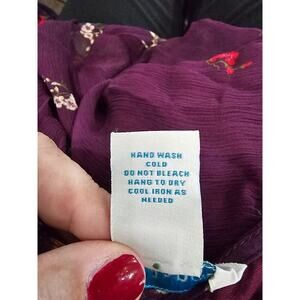 HAND WASH
COLD
DO NOT BLEACH
HANG TO DRY
COOL IRON AS
NEEDED